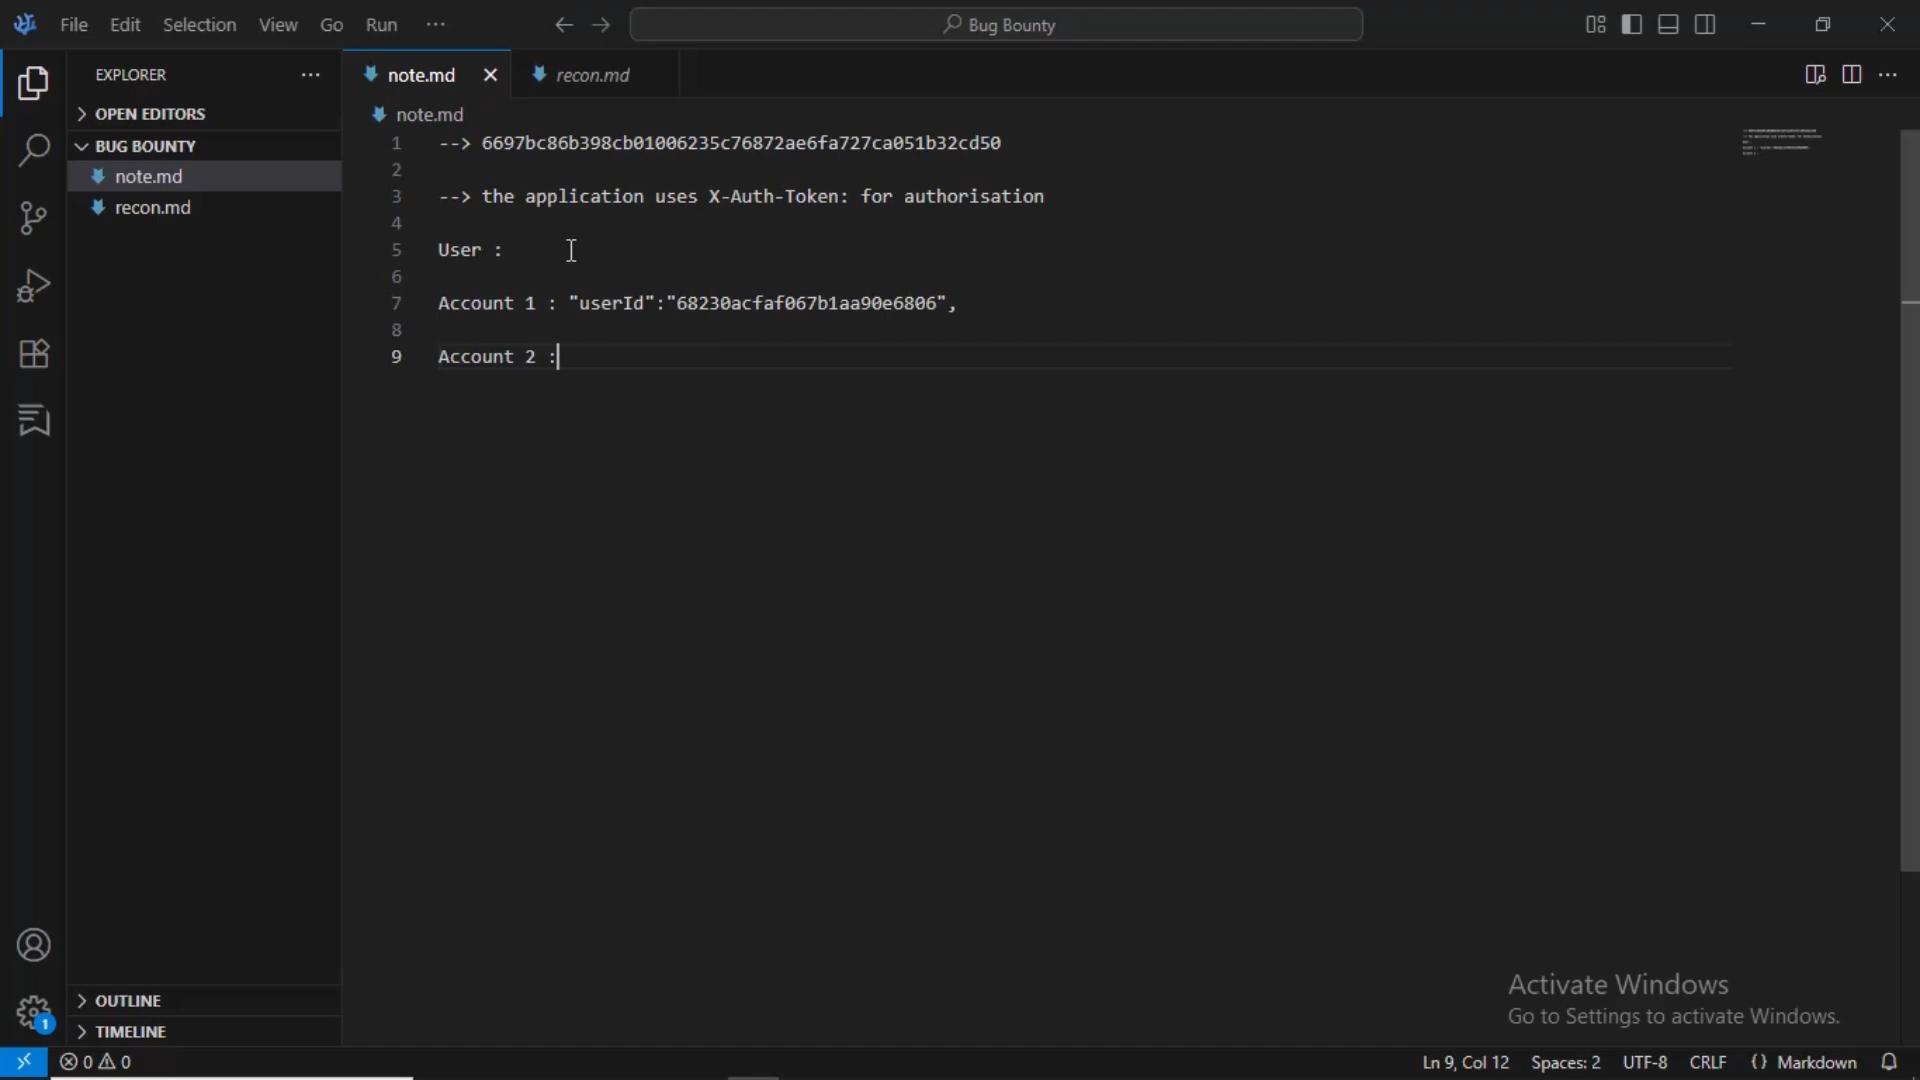 File Edit Selection View Go Run ···
Bug Bounty
EXPLORER
OPEN EDITORS
BUG BOUNTY
note.md
recon.md
OUTLINE
TIMELINE
note.md
recon.md
note.md
1 --> 6697bc86b398cb01006235c76872ae6fa727ca051b32cd50
2
3 --> the application uses X-Auth-Token: for authorisation
4
5 User :
6
7 Account 1 : "userId":"68230acfaf067b1aa90e6806",
8
9 Account 2 :
Activate Windows
Go to Settings to activate Windows.
1
0 0
Ln 9, Col 12 Spaces: 2 UTF-8 CRLF {} Markdown